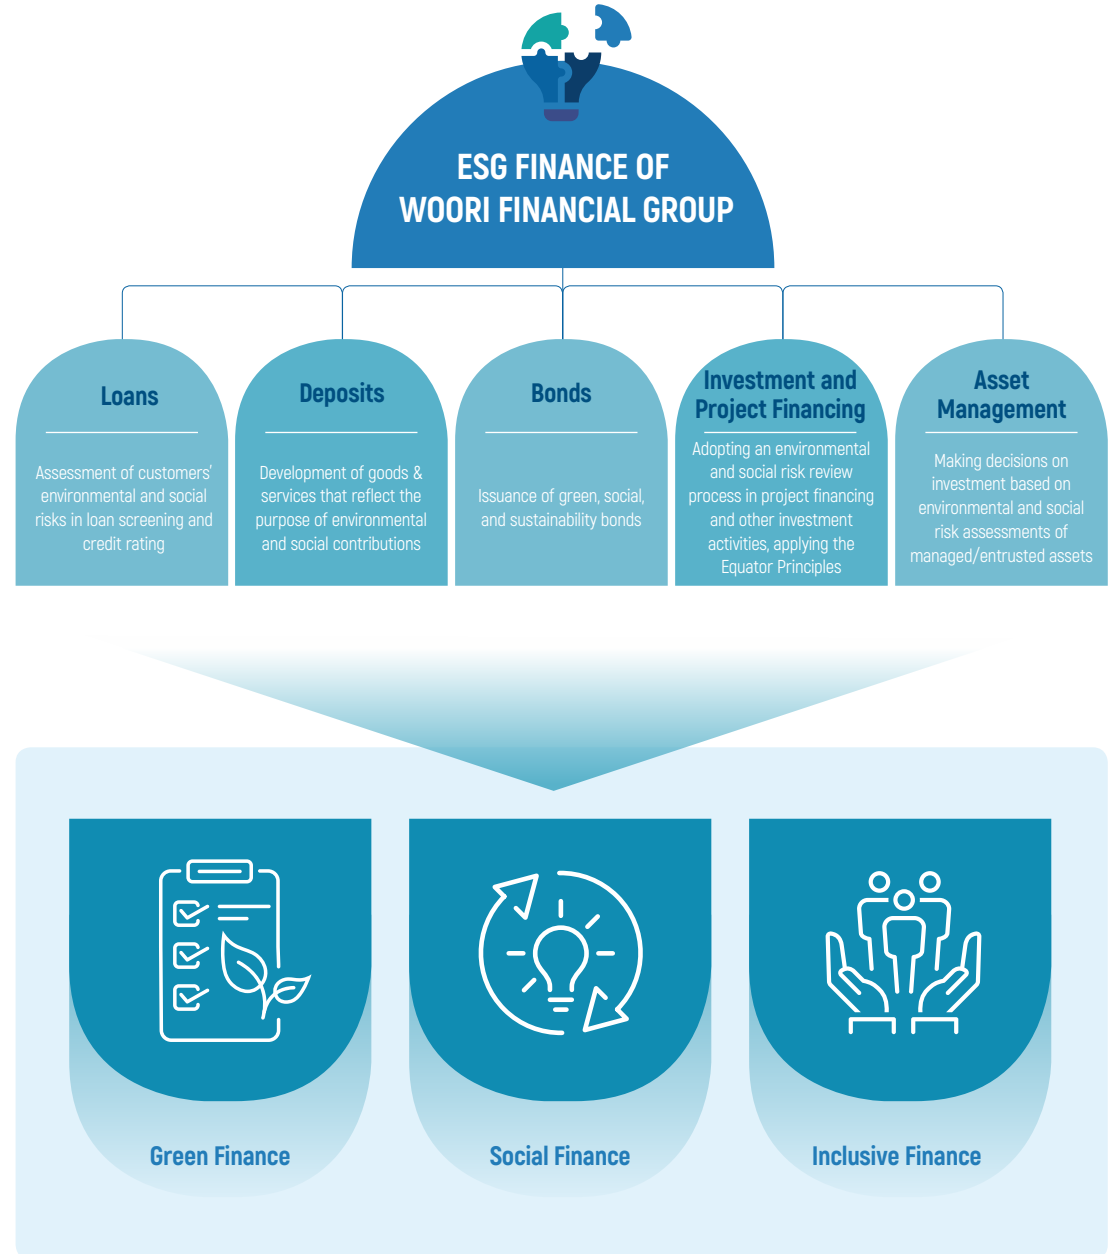 ESG FINANCE OF
WOORI FINANCIAL GROUP
Loans
Assessment of customers'
environmental and social
risks in loan screening and
credit rating
Deposits
Development of goods &
services that reflect the
purpose of environmental
and social contributions
Bonds
Issuance of green, social,
and sustainability bonds
Investment and
Project Financing
Adopting an environmental
and social risk review
process in project financing
and other investment
activities, applying the
Equator Principles
Asset
Management
Making decisions on
investment based on
environmental and social
risk assessments of
managed/entrusted assets
Green Finance
Social Finance
Inclusive Finance